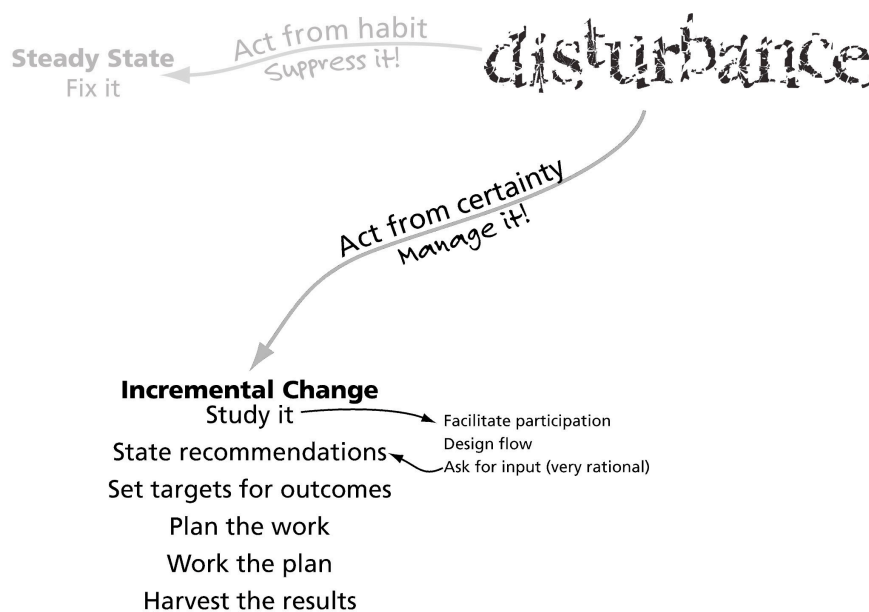 disturbance
Act from habit
Suppress it!
Steady State
Fix it
Act from certainty
Manage it!
Incremental Change
Study it
Facilitate participation
Design flow
Ask for input (very rational)
State recommendations
Set targets for outcomes
Plan the work
Work the plan
Harvest the results